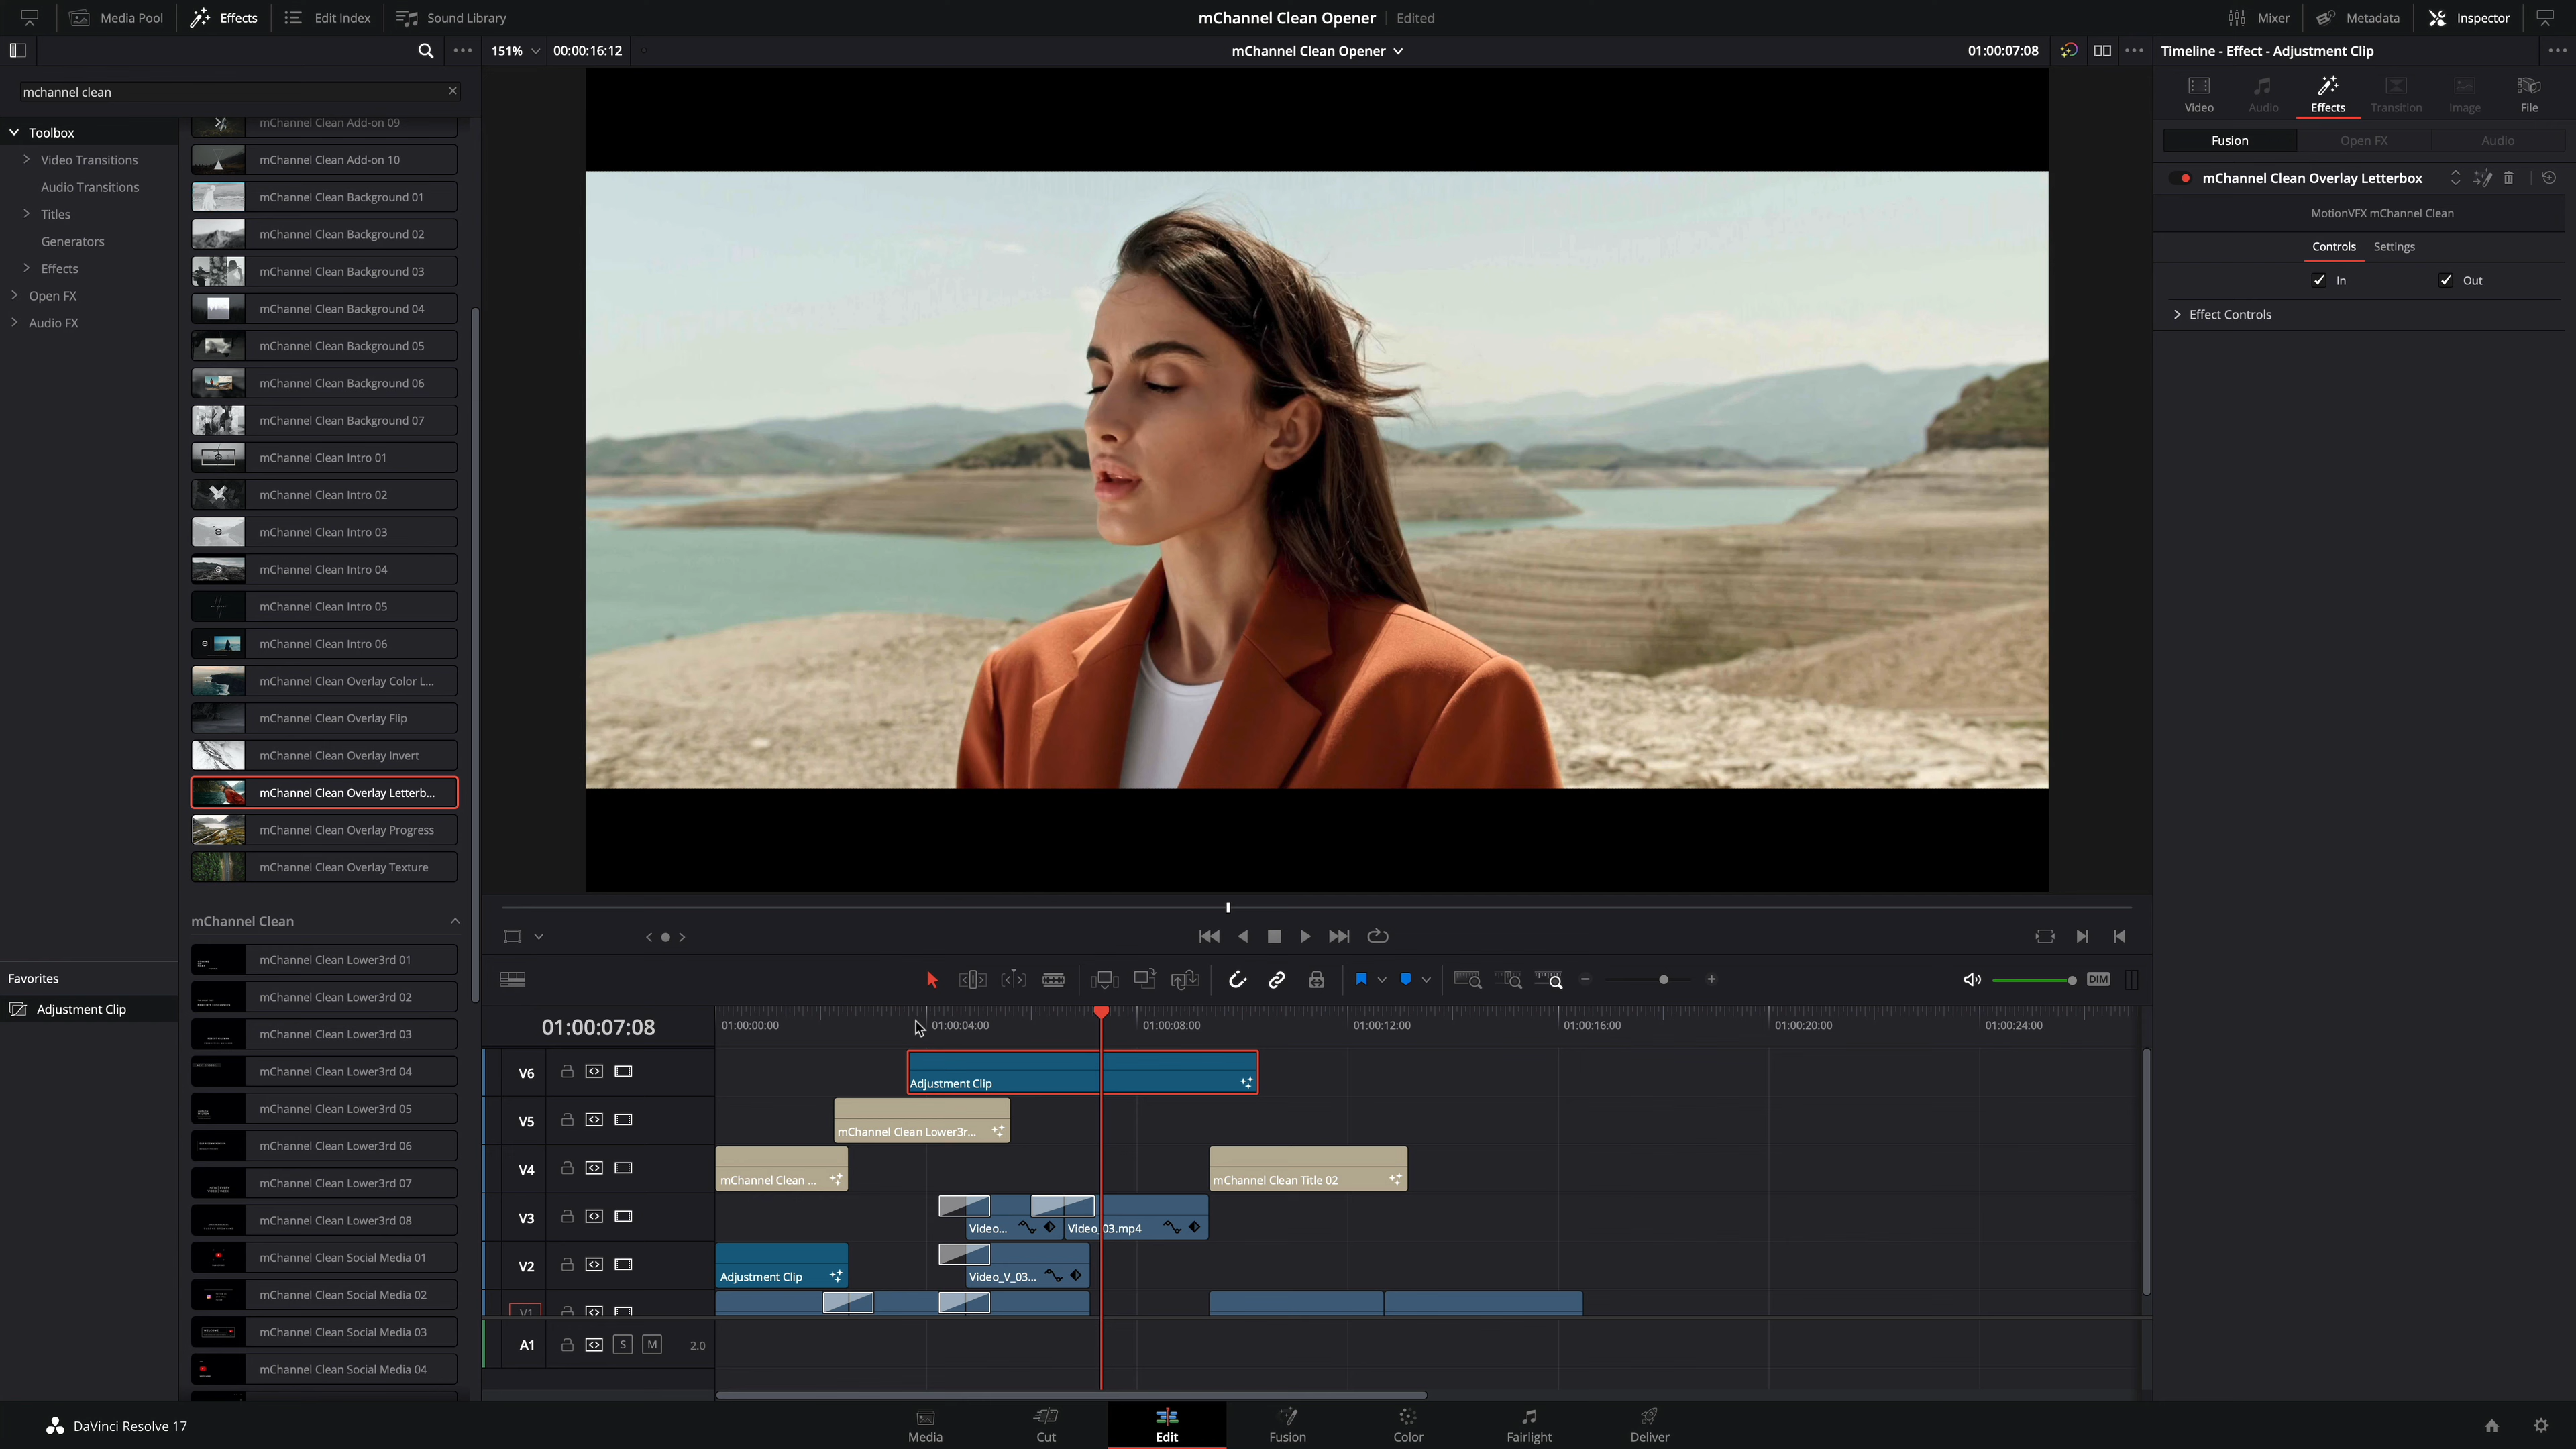 Media Pool
Effects
Edit Index
Sound Library
mChannel Clean Opener
Edited
Mixer
Metadata
Inspector
151%
00:00:16:12
mChannel Clean Opener
01:00:07:08
Timeline - Effect - Adjustment Clip
mchannel clean
Video
Audio
Effects
Transition
Image
File
Fusion
Open FX
Audio
mChannel Clean Overlay Letterbox
MotionVFX mChannel Clean
Controls
Settings
In
Out
Effect Controls
Toolbox
Video Transitions
Audio Transitions
Titles
Generators
Effects
Open FX
Audio FX
mChannel Clean Add-on 09
mChannel Clean Add-on 10
mChannel Clean Background 01
mChannel Clean Background 02
mChannel Clean Background 03
mChannel Clean Background 04
mChannel Clean Background 05
mChannel Clean Background 06
mChannel Clean Background 07
mChannel Clean Intro 01
mChannel Clean Intro 02
mChannel Clean Intro 03
mChannel Clean Intro 04
mChannel Clean Intro 05
mChannel Clean Intro 06
mChannel Clean Overlay Color L...
mChannel Clean Overlay Flip
mChannel Clean Overlay Invert
mChannel Clean Overlay Letterb...
mChannel Clean Overlay Progress
mChannel Clean Overlay Texture
mChannel Clean
mChannel Clean Lower3rd 01
mChannel Clean Lower3rd 02
mChannel Clean Lower3rd 03
mChannel Clean Lower3rd 04
mChannel Clean Lower3rd 05
mChannel Clean Lower3rd 06
mChannel Clean Lower3rd 07
mChannel Clean Lower3rd 08
mChannel Clean Social Media 01
mChannel Clean Social Media 02
mChannel Clean Social Media 03
mChannel Clean Social Media 04
Favorites
Adjustment Clip
DIM
01:00:07:08
01:00:00:00
01:00:04:00
01:00:08:00
01:00:12:00
01:00:16:00
01:00:20:00
01:00:24:00
V6
Adjustment Clip
V5
mChannel Clean Lower3r...
V4
mChannel Clean ...
mChannel Clean Title 02
V3
Video...
Video_03.mp4
V2
Adjustment Clip
Video_V_03...
V1
A1
S
M
2.0
DaVinci Resolve 17
Media
Cut
Edit
Fusion
Color
Fairlight
Deliver